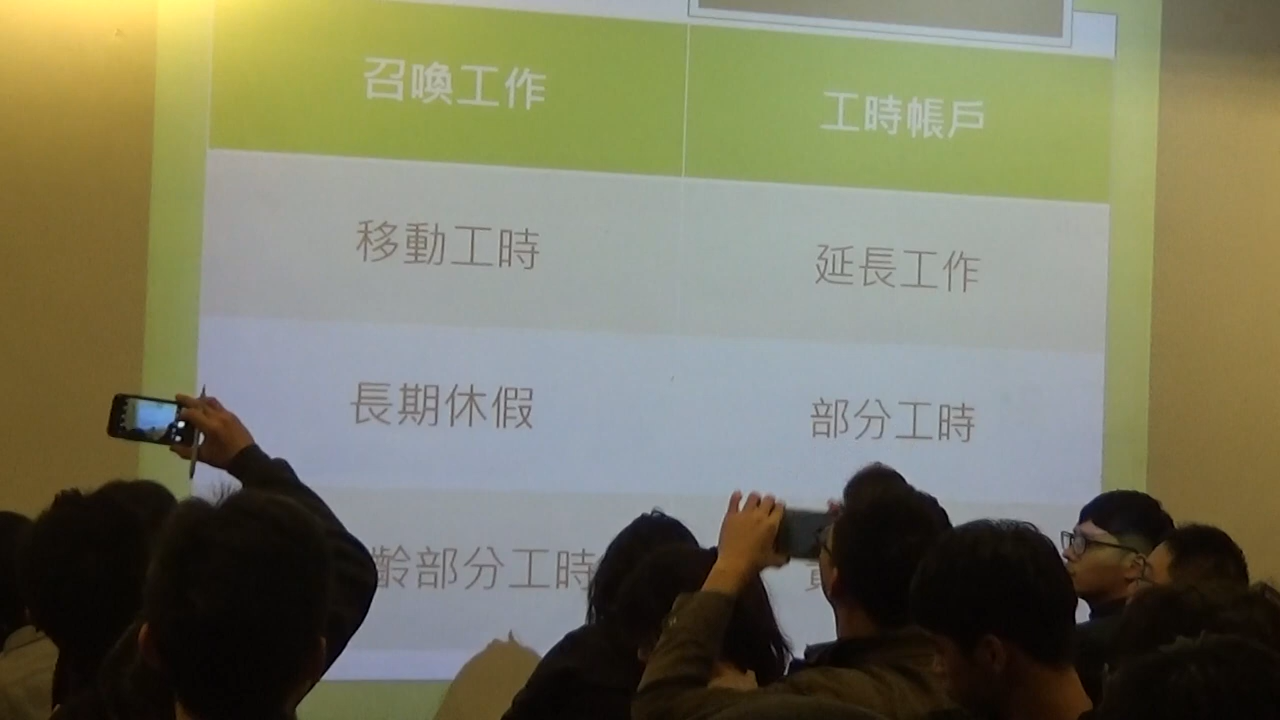 召喚工作
工時帳戶
移動工時
延長工作
長期休假
部分工時
齡部分工時